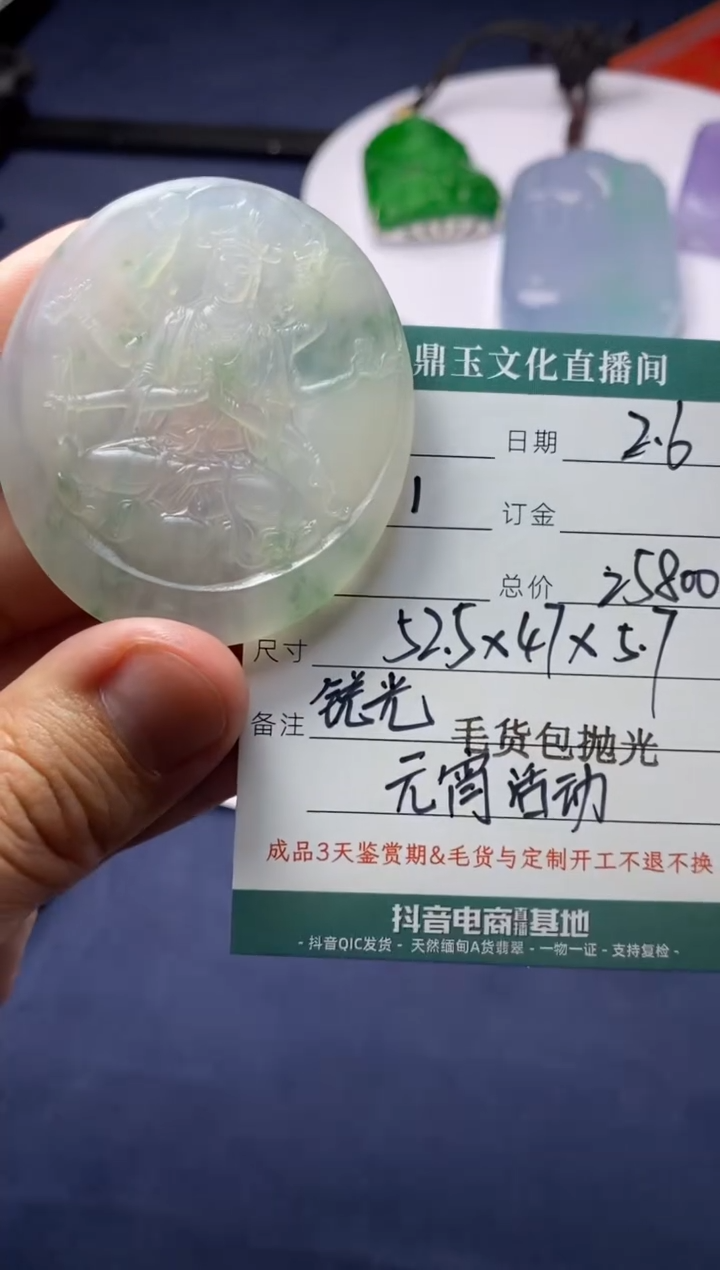 鼎玉文化直播间
日期 2.6
1 订金
总价 25800
尺寸 52.5×47×5.7
备注 镜光 毛货包抛光
元宵活动
成品3天鉴赏期&毛货与定制开工不退不换
抖音电商直播基地
- 抖音QIC发货 - 天然缅甸A货翡翠 - 一物一证 - 支持复检 -